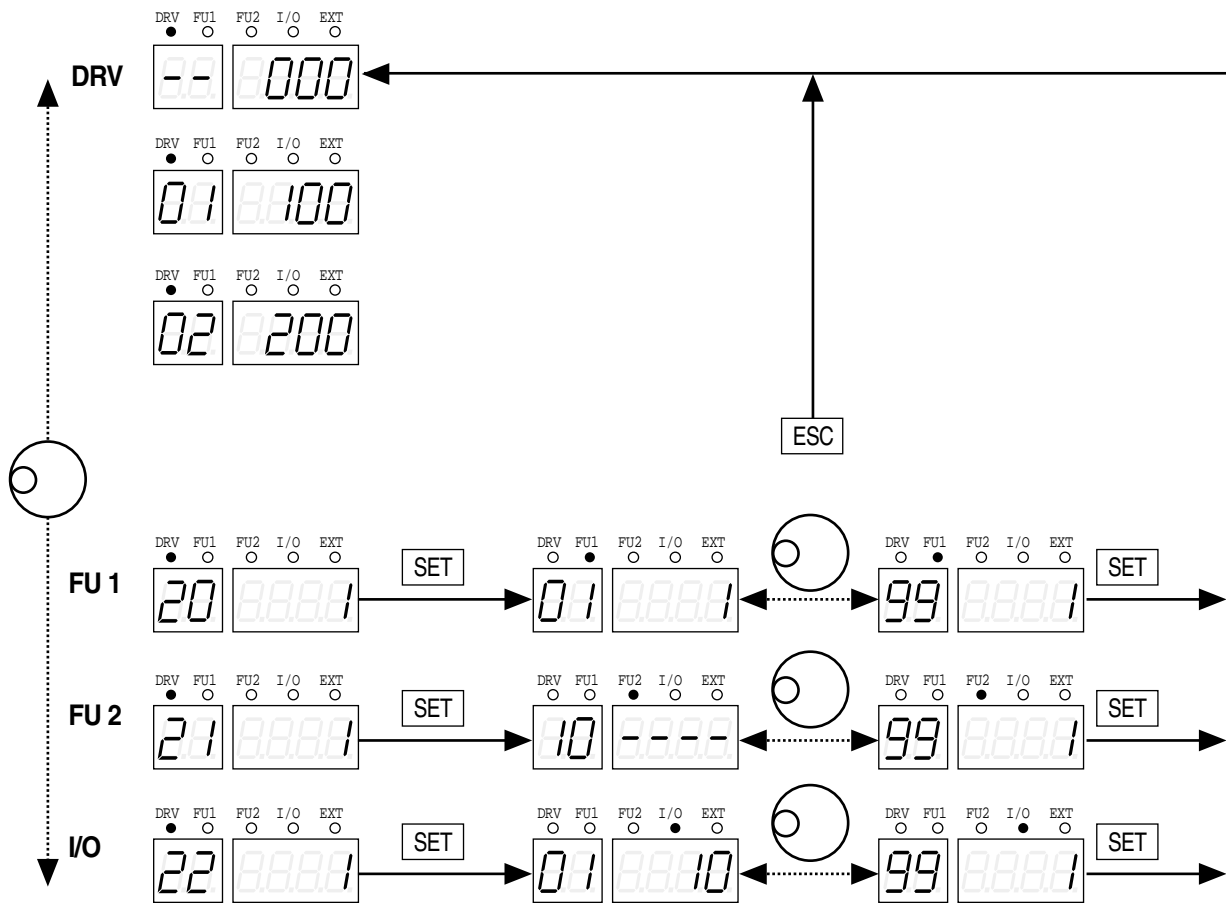 DRV FU1 FU2 I/O EXT
DRV -- 000
DRV FU1 FU2 I/O EXT
01 100
DRV FU1 FU2 I/O EXT
02 200
ESC
DRV FU1 FU2 I/O EXT DRV FU1 FU2 I/O EXT DRV FU1 FU2 I/O EXT
FU 1 20 1 SET 01 1 99 1 SET
DRV FU1 FU2 I/O EXT DRV FU1 FU2 I/O EXT DRV FU1 FU2 I/O EXT
FU 2 21 1 SET 10 ---- 99 1 SET
DRV FU1 FU2 I/O EXT DRV FU1 FU2 I/O EXT DRV FU1 FU2 I/O EXT
I/O 22 1 SET 01 10 99 1 SET